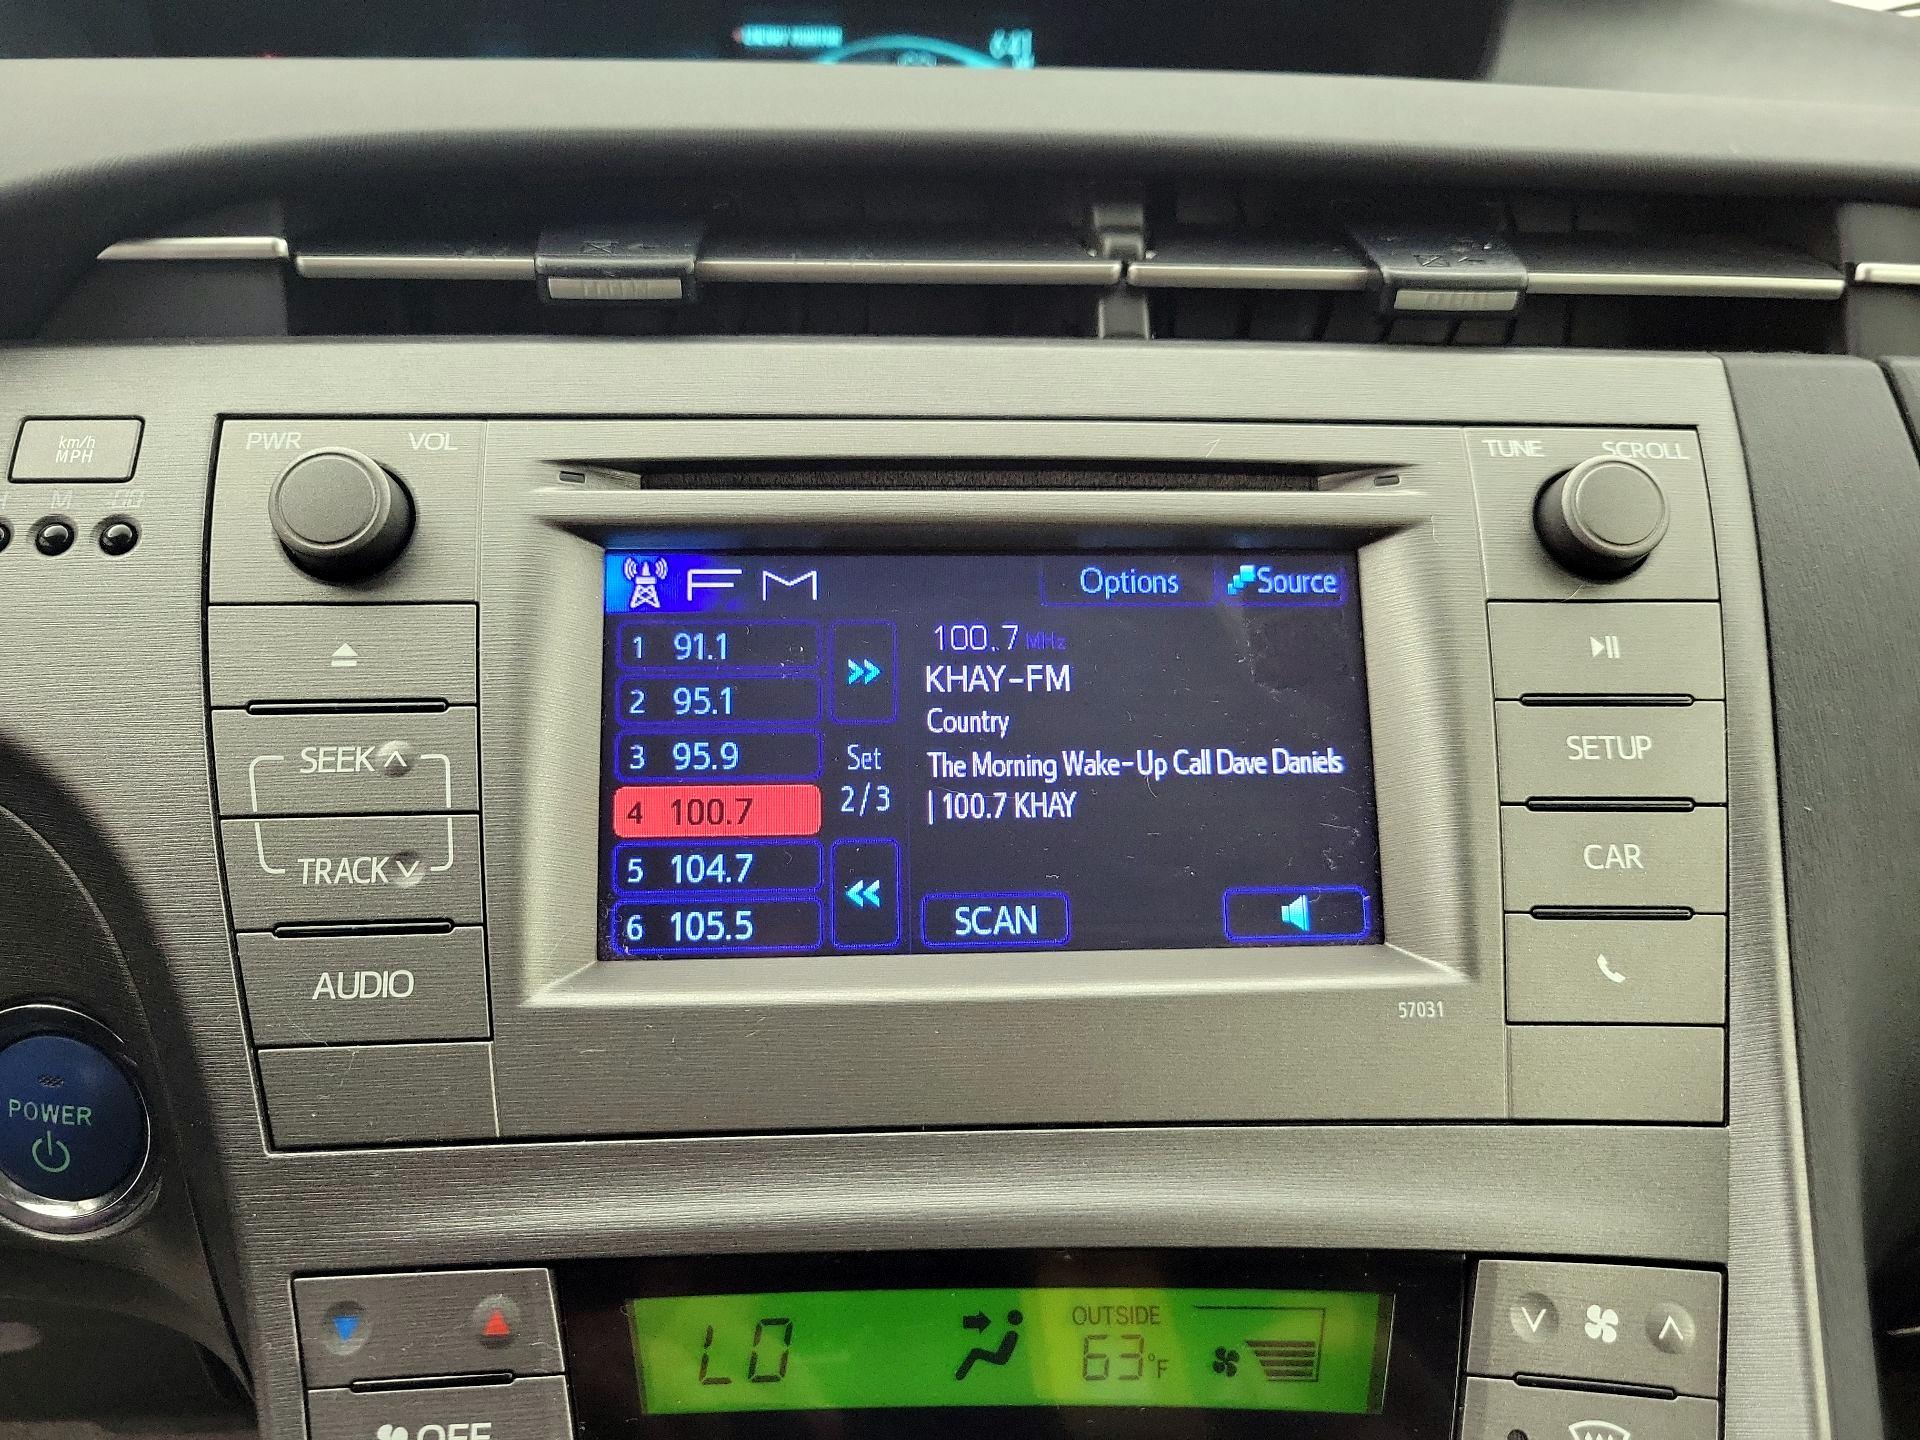 ENERGY MONITOR
km/h
MPH
M :00
PWR VOL
TUNE SCROLL
FM Options Source
1 91.1
2 95.1
3 95.9
4 100.7
5 104.7
6 105.5
Set
2/3
100.7 MHz
KHAY-FM
Country
The Morning Wake-Up Call Dave Daniels
| 100.7 KHAY
SCAN
SEEK
TRACK
AUDIO
SETUP
CAR
57031
POWER
LO
OUTSIDE
63°F
OFF